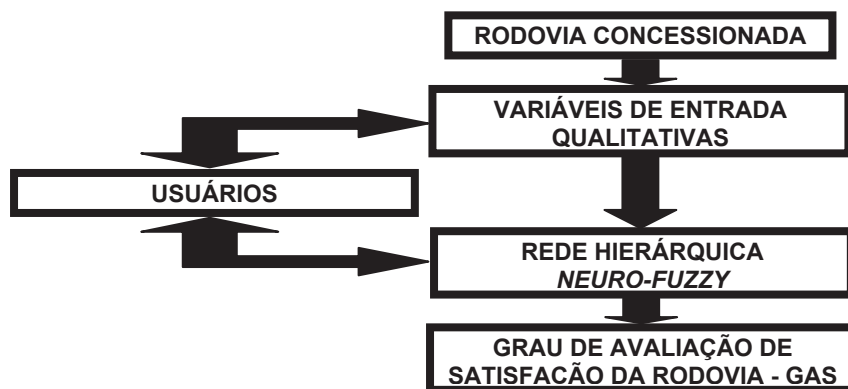 RODOVIA CONCESSIONADA
VARIÁVEIS DE ENTRADA
QUALITATIVAS
USUÁRIOS
REDE HIERÁRQUICA
NEURO-FUZZY
GRAU DE AVALIAÇÃO DE
SATISFAÇÃO DA RODOVIA - GAS